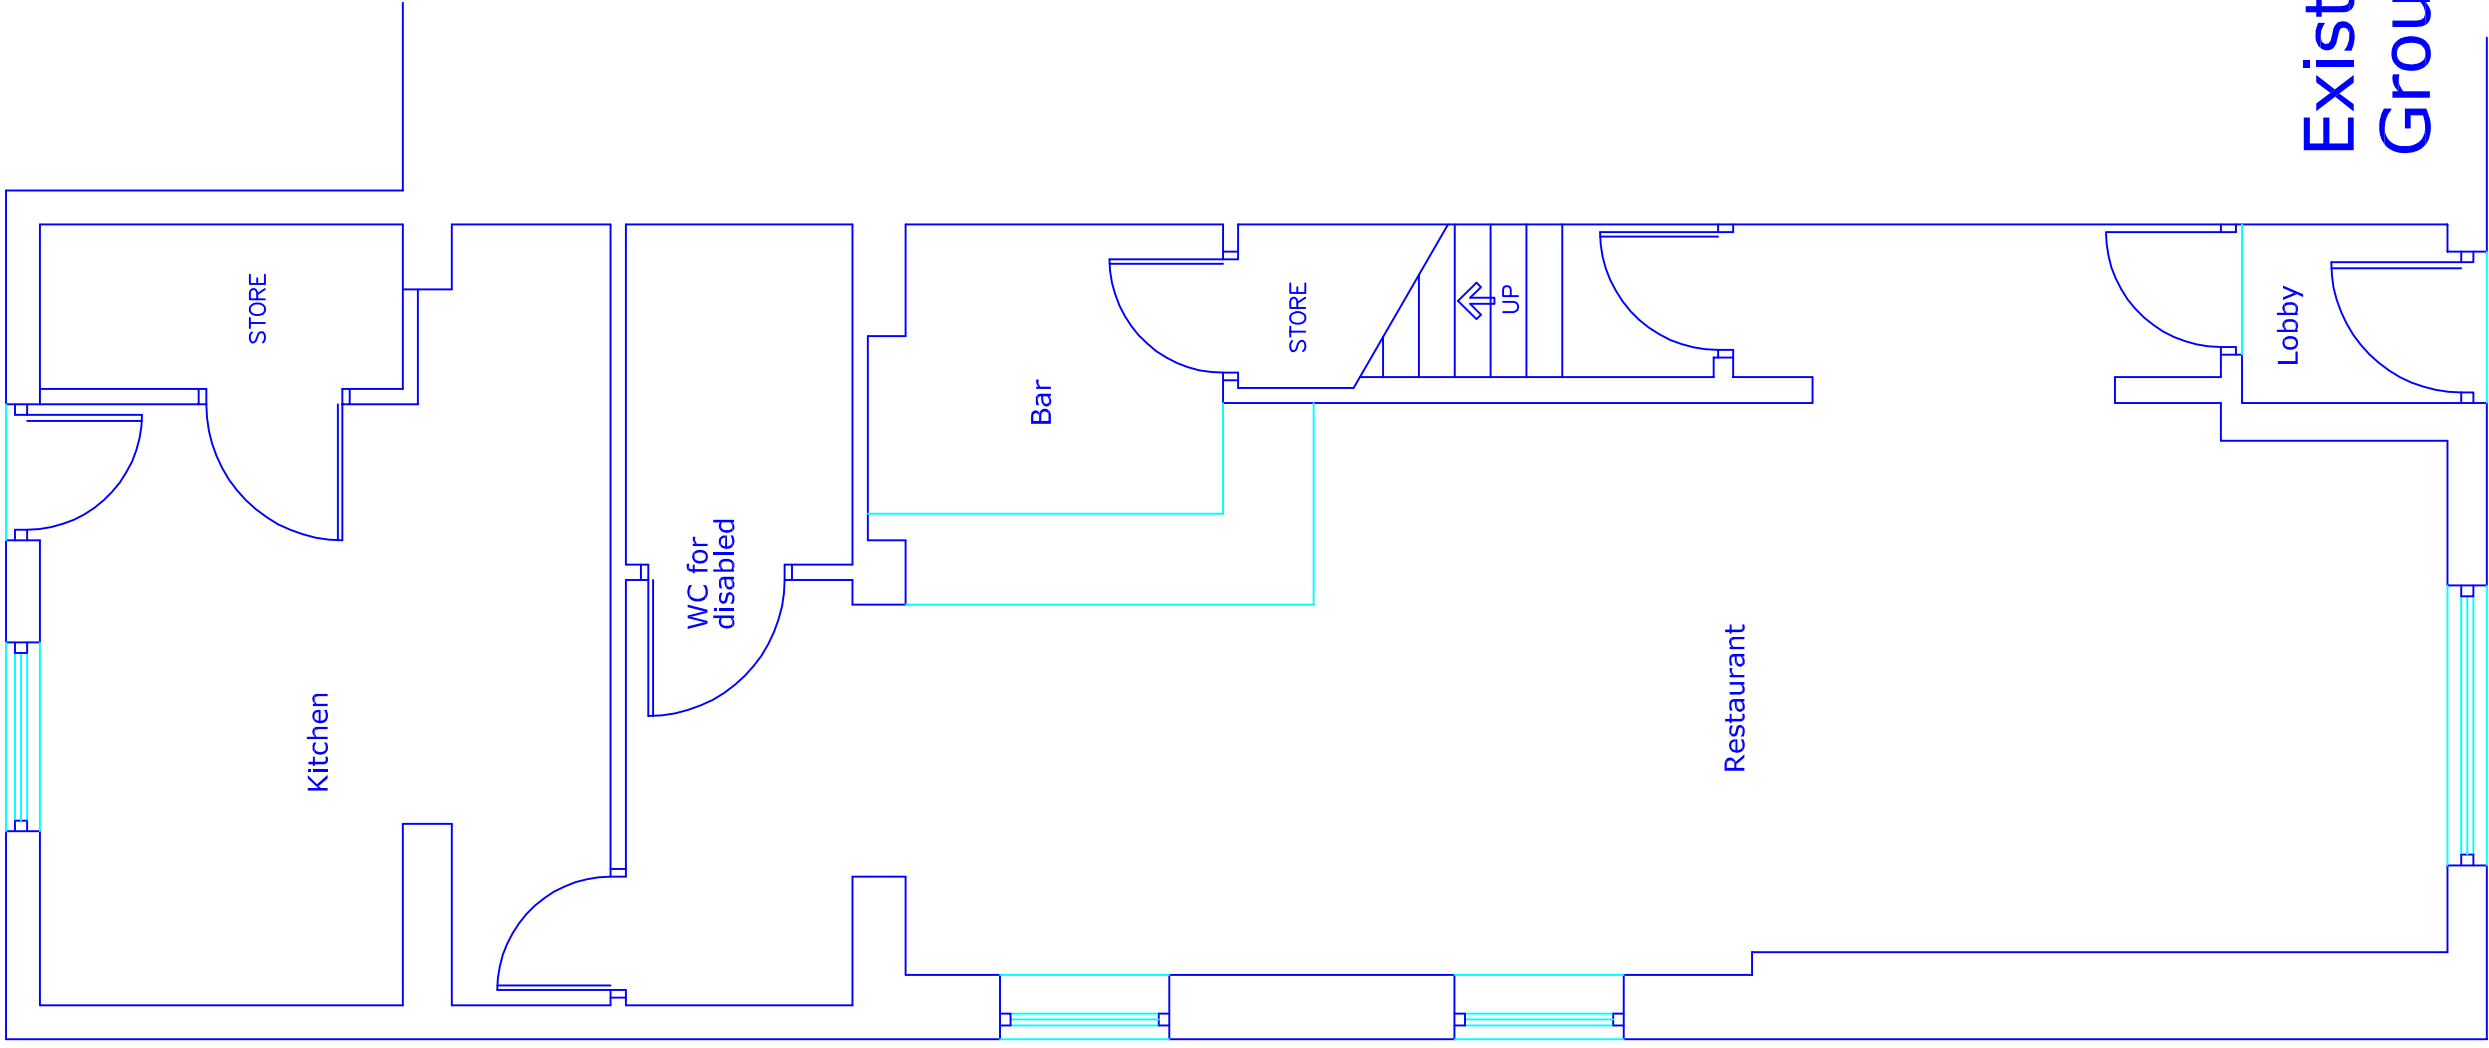 Exist
Grou
STORE
STORE
UP
Lobby
Bar
WC for
disabled
Kitchen
Restaurant